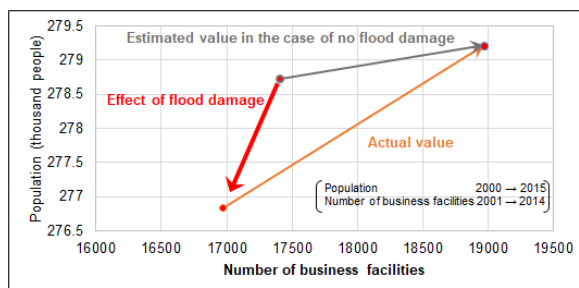 279.5
279
278.5
278
277.5
277
276.5
Population (thousand people)
Estimated value in the case of no flood damage
Effect of flood damage
Actual value
Population 2000 → 2015
Number of business facilities 2001 → 2014
16000 16500 17000 17500 18000 18500 19000 19500
Number of business facilities